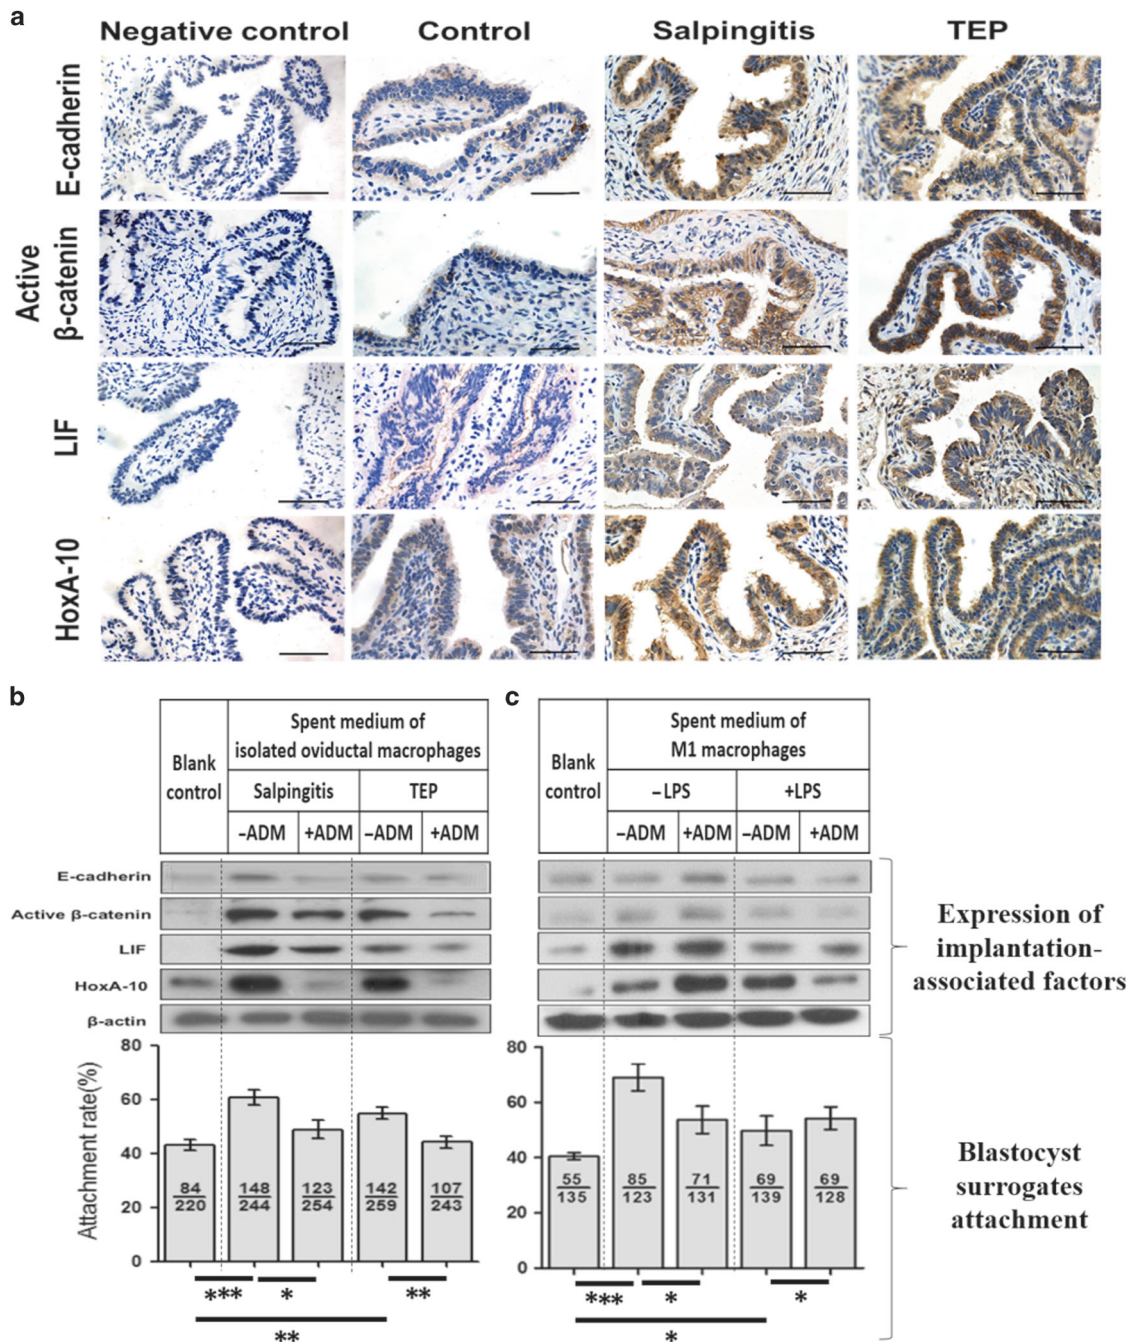 a
Negative control Control Salpingitis TEP
E-cadherin
Active
β-catenin
LIF
HoxA-10
b
Blank
control
Spent medium of
isolated oviductal macrophages
Salpingitis TEP
−ADM +ADM −ADM +ADM
E-cadherin
Active β-catenin
LIF
HoxA-10
β-actin
Attachment rate(%)
80
60
40
20
0
84 148 123 142 107
220 244 254 259 243
*** * **
**
c
Blank
control
Spent medium of
M1 macrophages
−LPS +LPS
−ADM +ADM −ADM +ADM
80
60
40
20
0
55 85 71 69 69
135 123 131 139 128
*** * *
*
Expression of
implantation-
associated factors
Blastocyst
surrogates
attachment